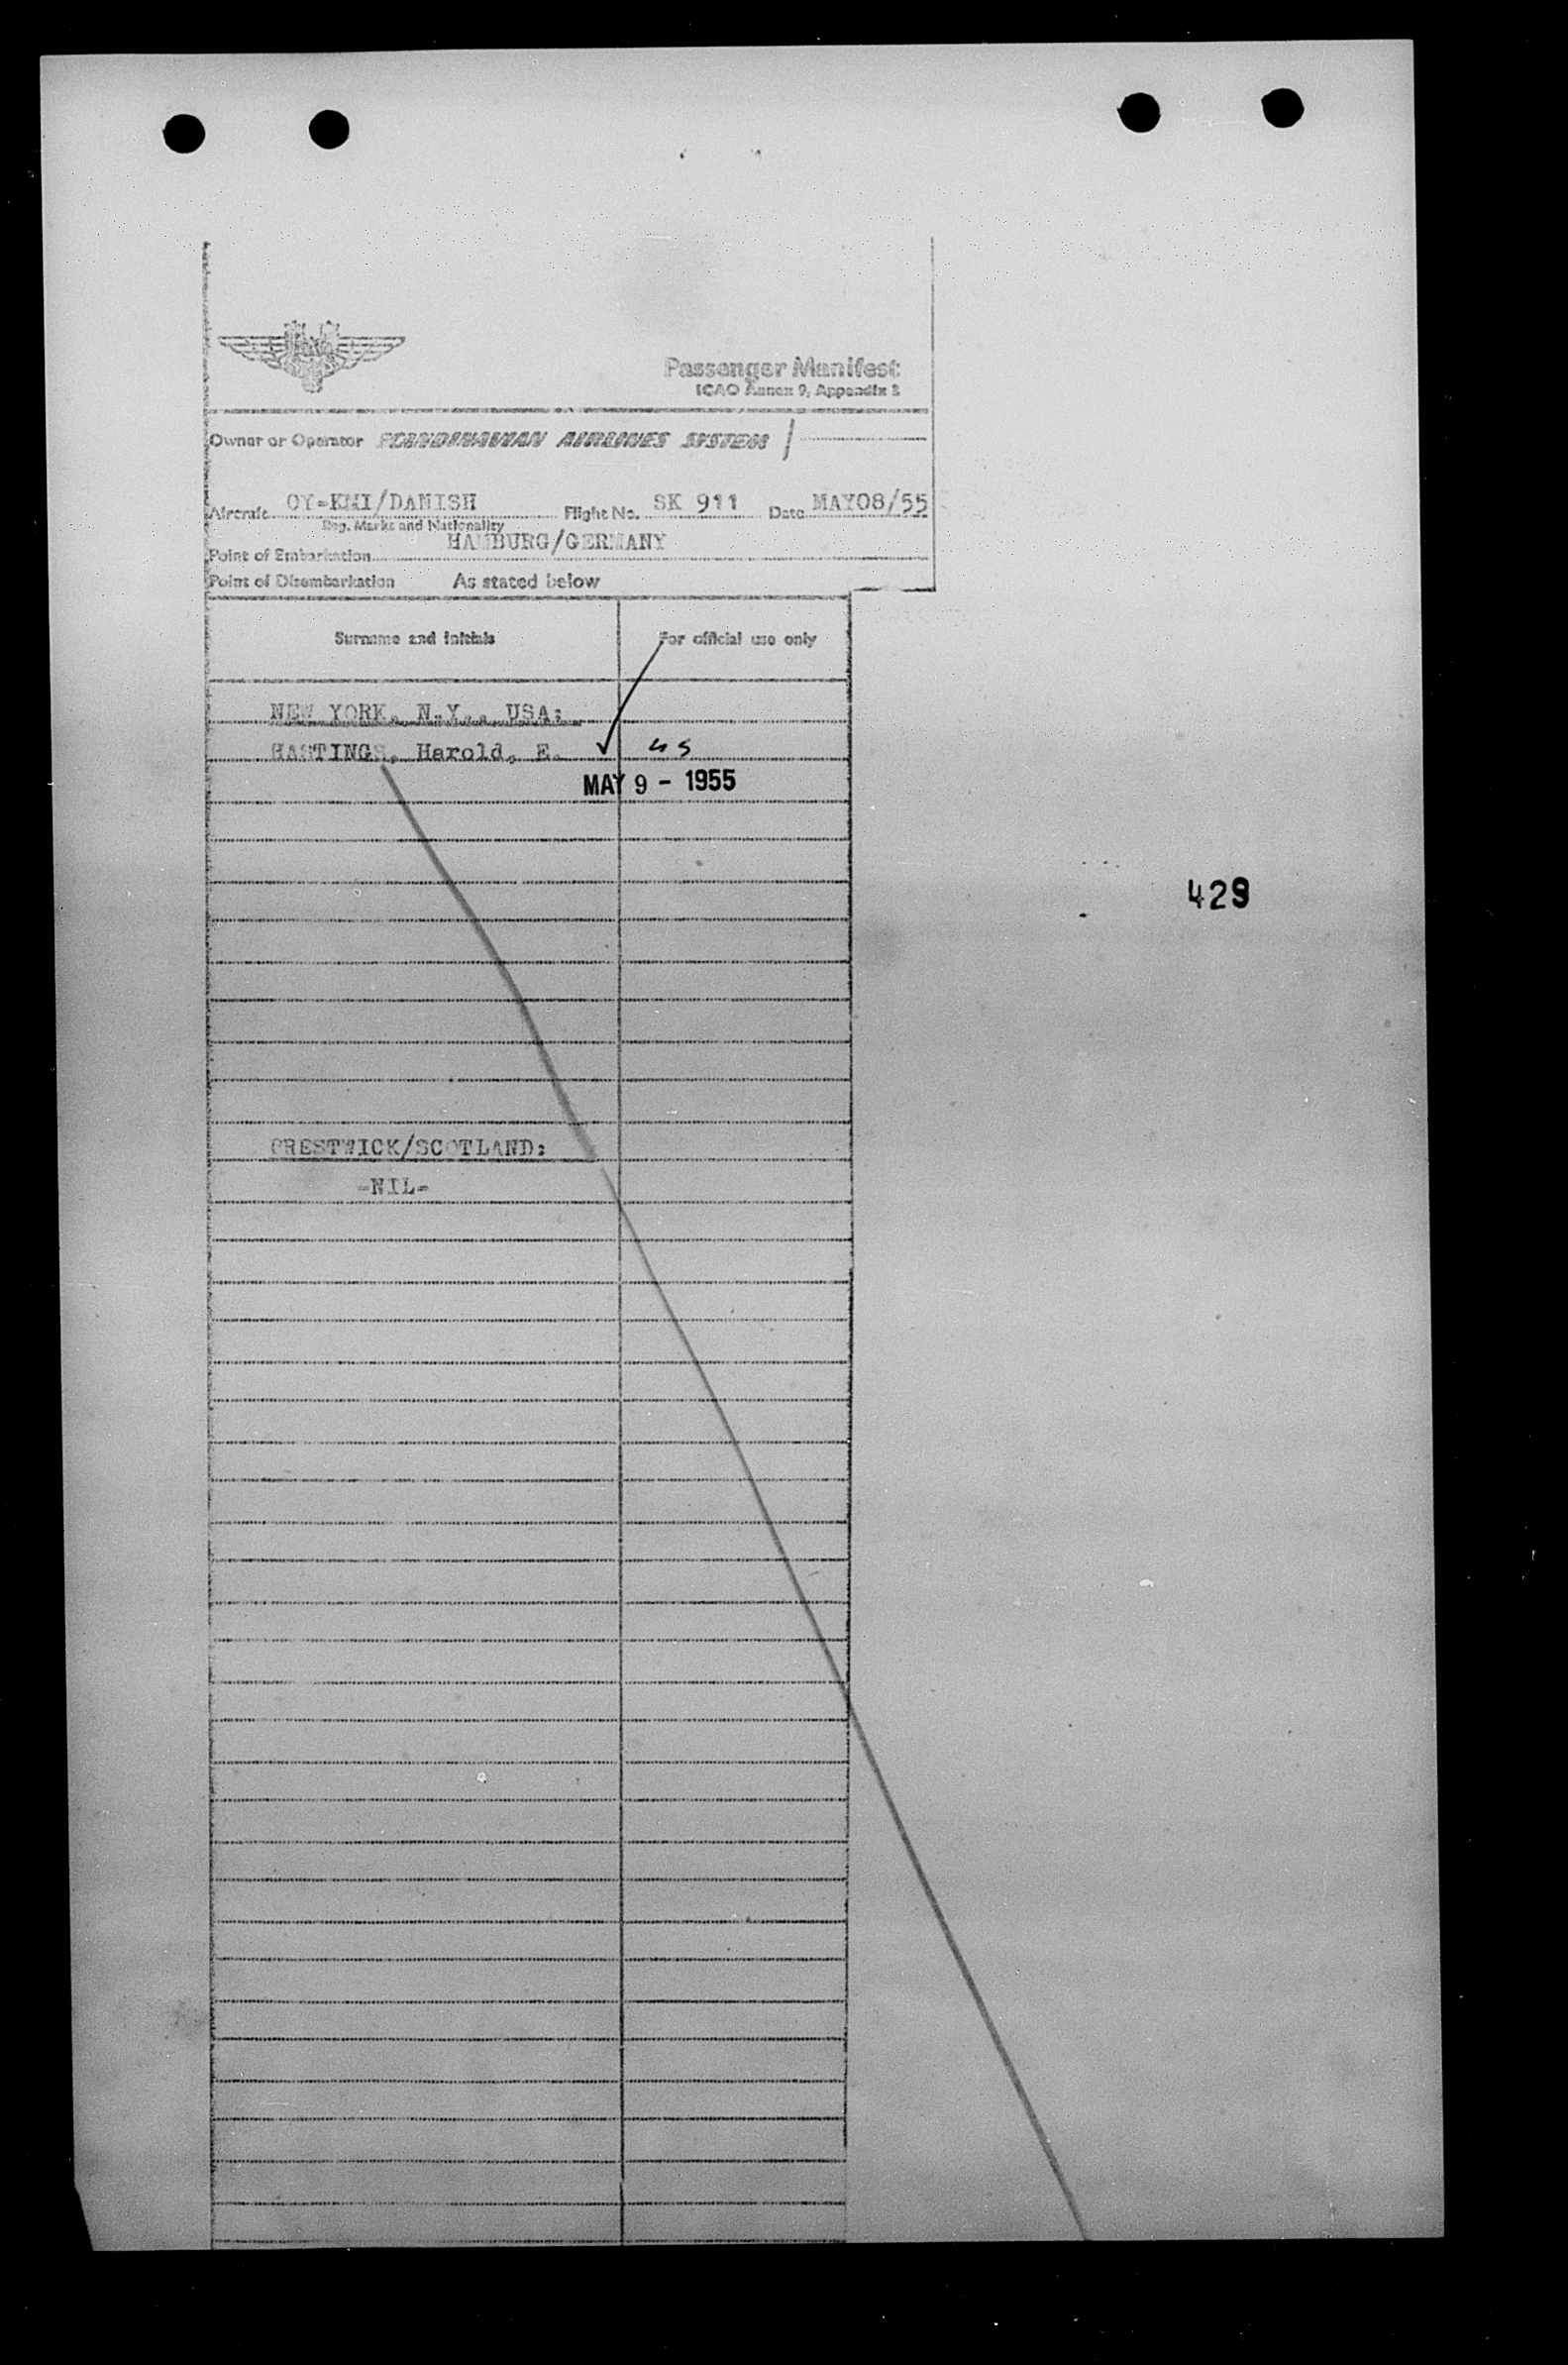 Passenger Manifest
ICAO Annex 9, Appendix
Owner or Operator SCANDINAVIAN AIRLINES SYSTEM
Aircraft OY-KMI/DANISH Flight No. SK 911 Date MAY08/55
Reg. Marks and Nationality
Point of Embarkation HAMBURG/GERMANY
Point of Disembarkation As stated below
Surname and initials For official use only
NEW YORK, N.Y., USA:
HASTINGS, Harold, E. ✓ US
MAY 9 - 1955
429
PRESTWICK/SCOTLAND:
-NIL-